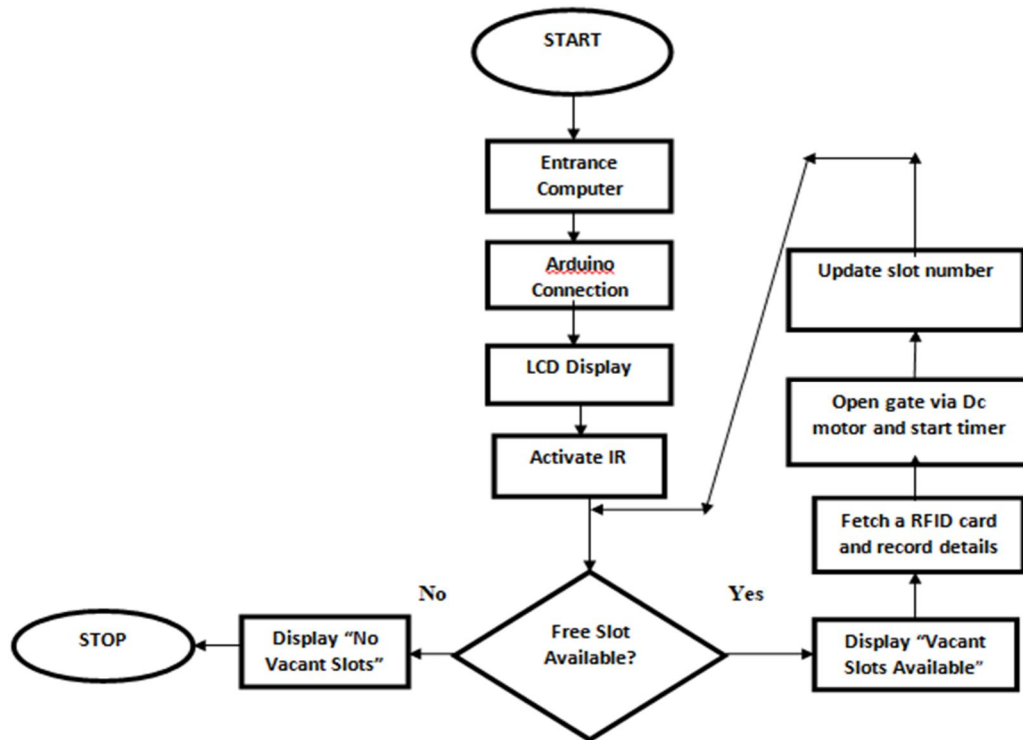 START
Entrance
Computer
Arduino
Connection
LCD Display
Activate IR
Free Slot
Available?
No
Display “No
Vacant Slots”
STOP
Yes
Display “Vacant
Slots Available”
Fetch a RFID card
and record details
Open gate via Dc
motor and start timer
Update slot number